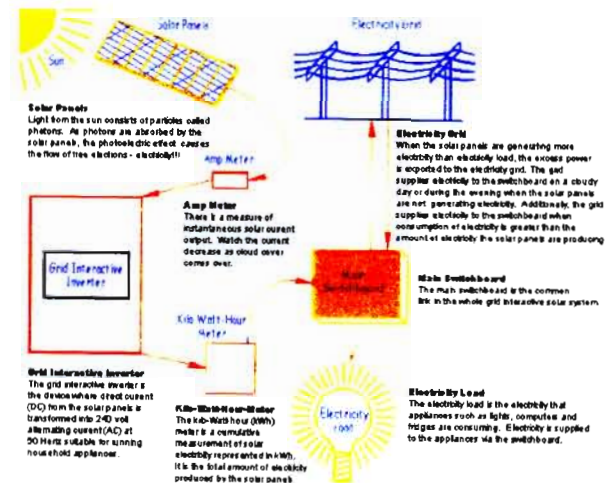 Solar Panels
Electricity Grid
Sun
Solar Panels
Light from the sun consists of particles called
photons. As photons are absorbed by the
solar panels, the photoelectric effect causes
the flow of free electrons - electricity!!!
Amp Meter
Electricity Grid
When the solar panels are generating more
electricity than electricity load, the excess power
is exported to the electricity grid. The grid
supplies electricity to the switchboard on a cloudy
day or during the evening when the solar panels
are not generating electricity. Additionally, the grid
supplies electricity to the switchboard when
consumption of electricity is greater than the
amount of electricity the solar panels are producing
Amp Meter
There is a measure of
instantaneous solar current
output. Watch the current
decrease as cloud cover
comes over.
Grid Interactive
Inverter
Main
Switchboard
Main Switchboard
The main switchboard is the common
link in the whole grid interactive solar system
Kilo Watt-Hour
Meter
Grid Interactive Inverter
The grid interactive inverter is
the device where direct current
(DC) from the solar panels is
transformed into 240 volt
alternating current (AC) at
50 Hertz suitable for running
household appliances.
Kilo-Watt-Hour-Meter
The kilo-Watt hour (kWh)
meter is a cumulative
measurement of solar
electricity represented in kWh.
It is the total amount of electricity
produced by the solar panels
Electricity
Load
Electricity Load
The electricity load is the electricity that
appliances such as lights, computers and
fridges are consuming. Electricity is supplied
to the appliances via the switchboard.